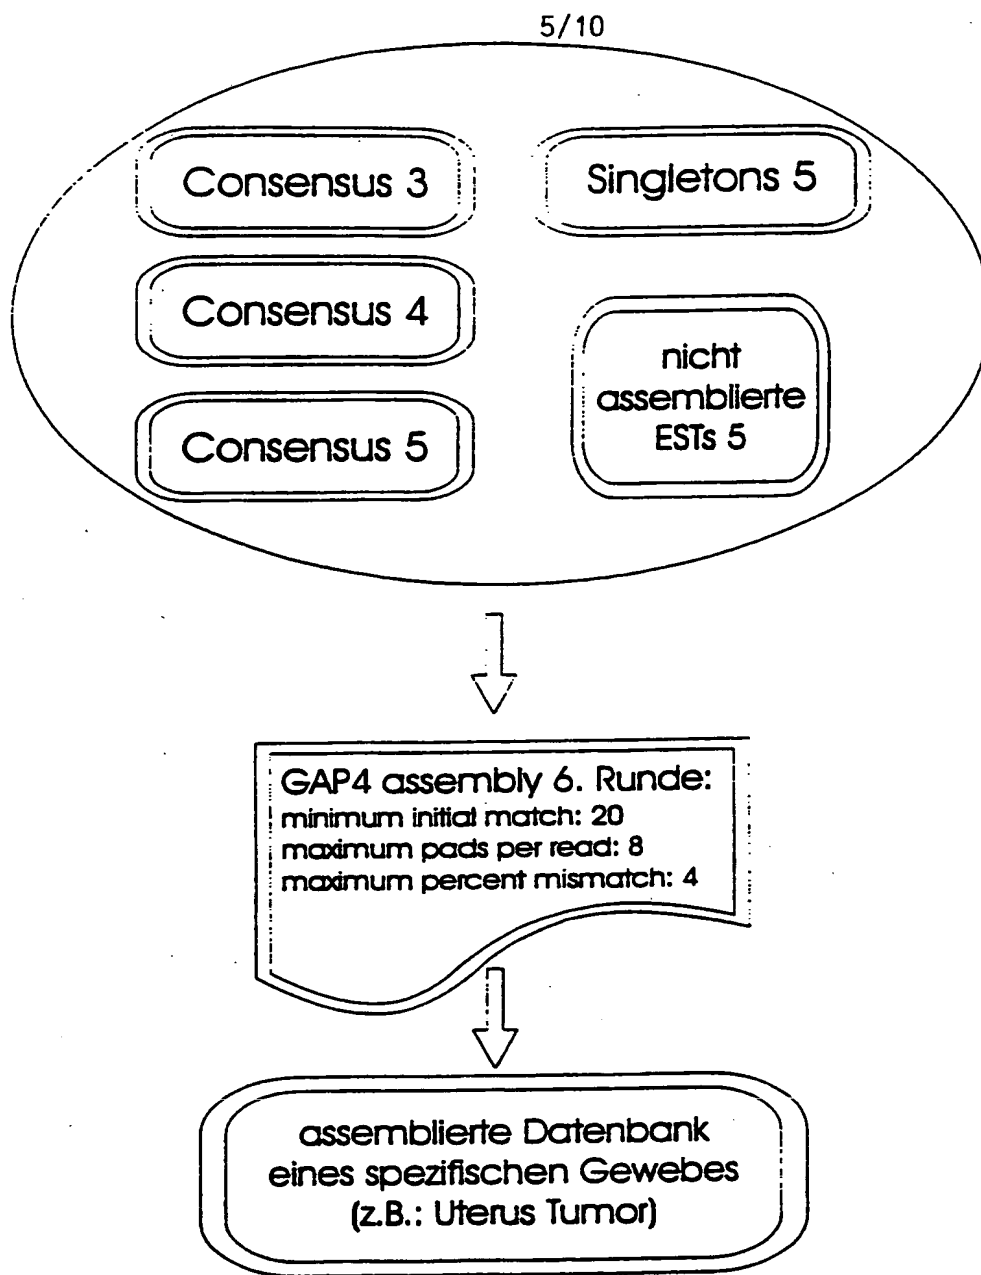 5/10
Consensus 3
Singletons 5
Consensus 4
nicht
assemblierte
ESTs 5
Consensus 5
GAP4 assembly 6. Runde:
minimum initial match: 20
maximum pads per read: 8
maximum percent mismatch: 4
assemblierte Datenbank
eines spezifischen Gewebes
(z.B.: Uterus Tumor)